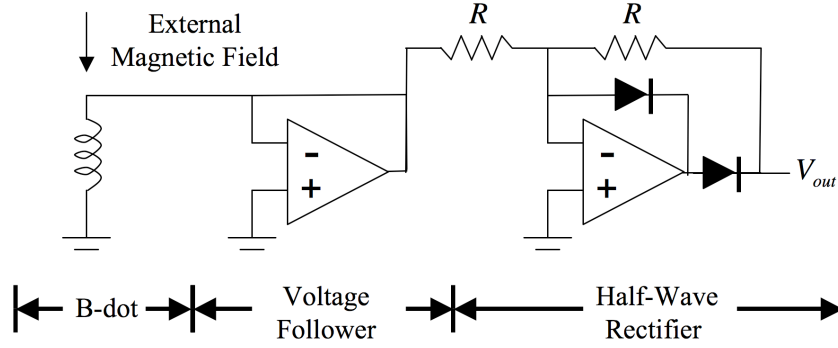 External
Magnetic Field
R
R
-
+
-
+
V_out
B-dot
Voltage
Follower
Half-Wave
Rectifier